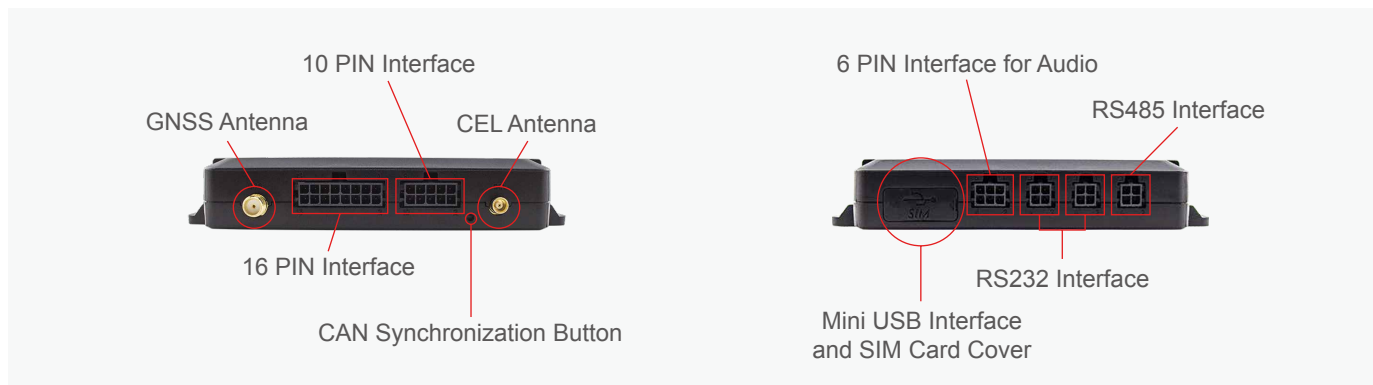 10 PIN Interface
GNSS Antenna
CEL Antenna
16 PIN Interface
CAN Synchronization Button
6 PIN Interface for Audio
RS485 Interface
SIM
RS232 Interface
Mini USB Interface
and SIM Card Cover